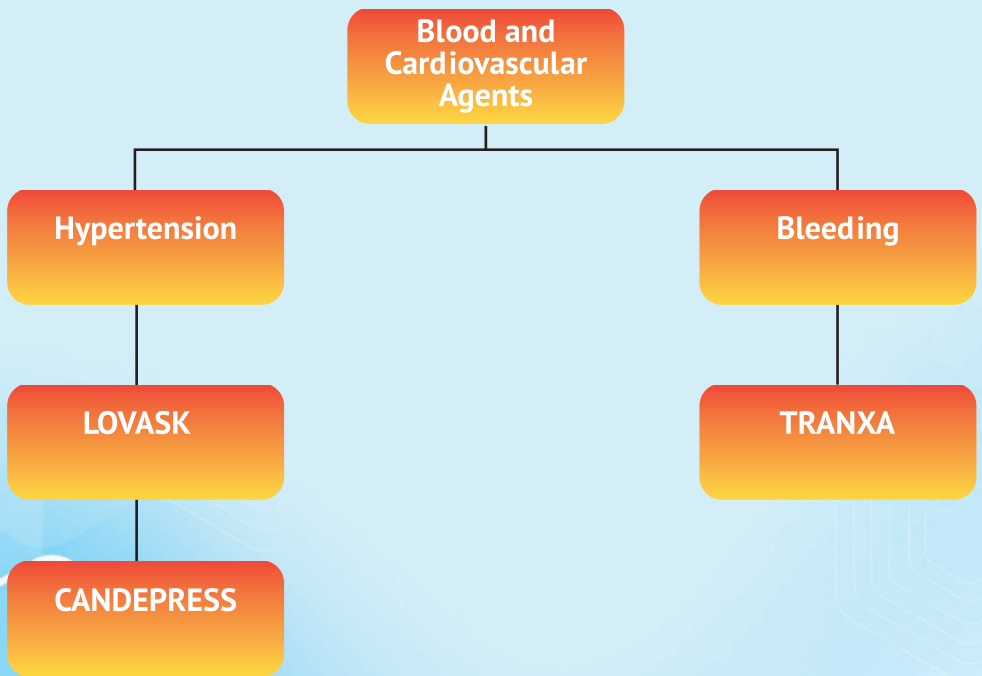 Blood and
Cardiovascular
Agents
Hypertension
Bleeding
LOVASK
TRANXA
CANDEPRESS